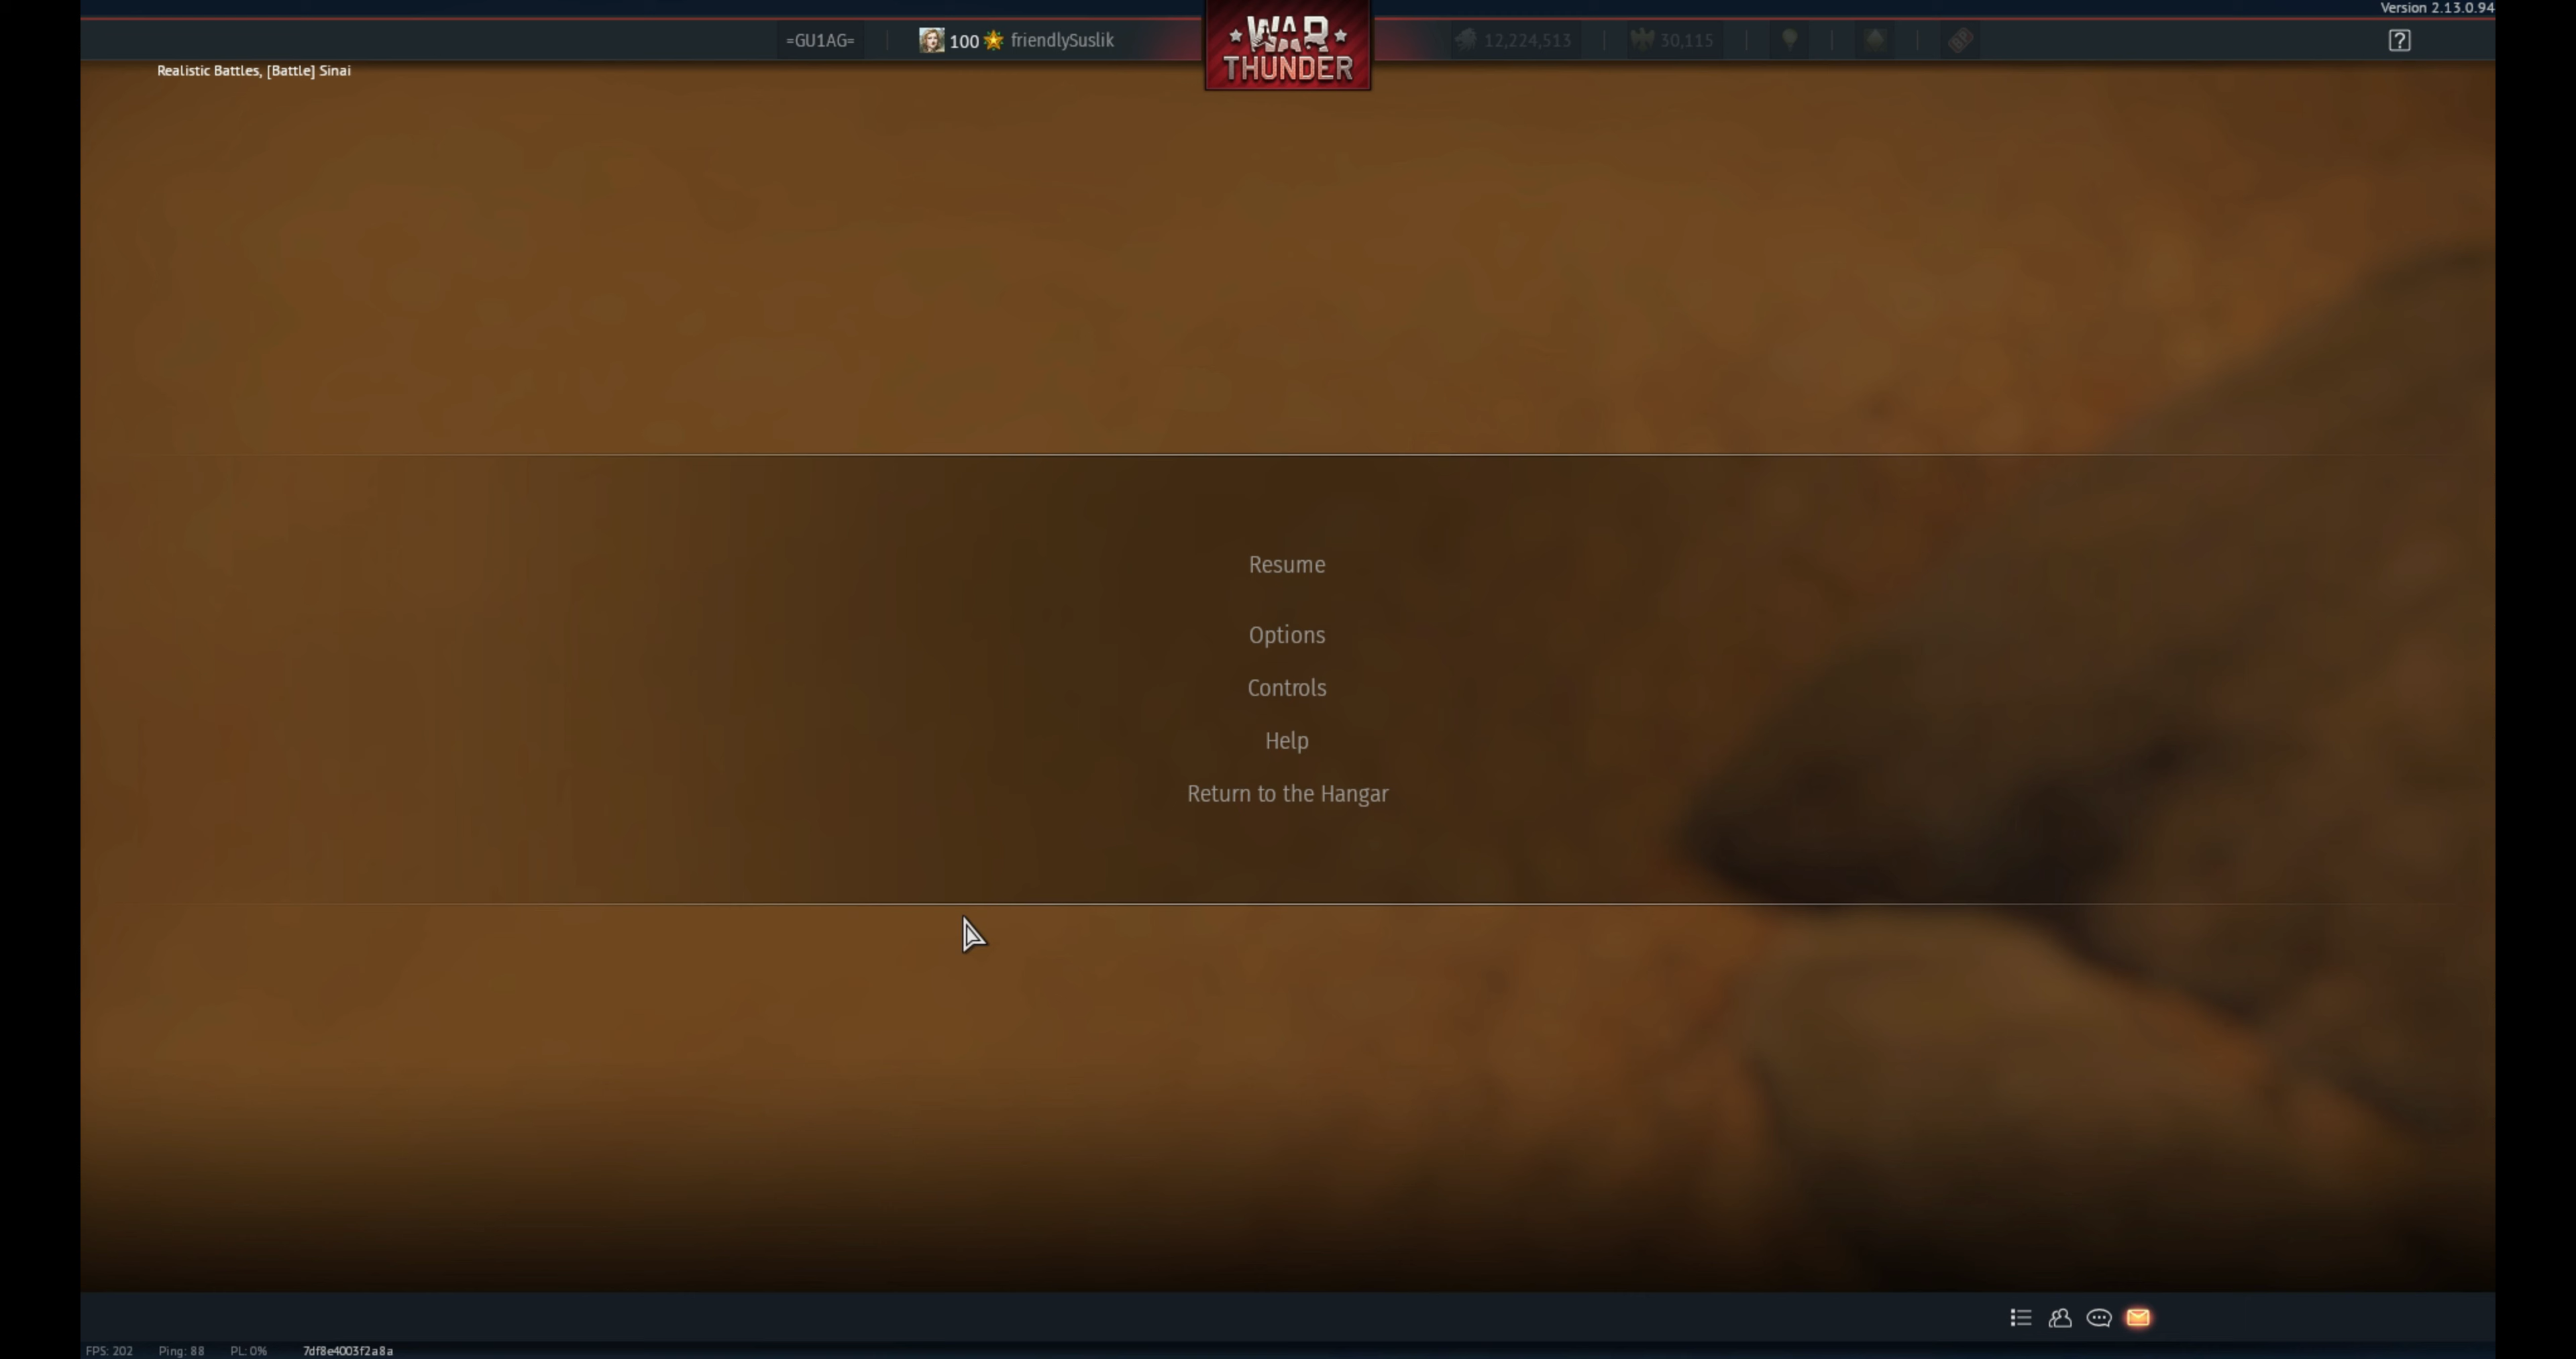 Version 2.13.0.94
=GU1AG= 100 friendlySuslik WAR THUNDER 12,224,513 30,115 ?
Realistic Battles, [Battle] Sinai
Resume
Options
Controls
Help
Return to the Hangar
FPS: 202 Ping: 88 PL: 0% 7df8e4003f2a8a